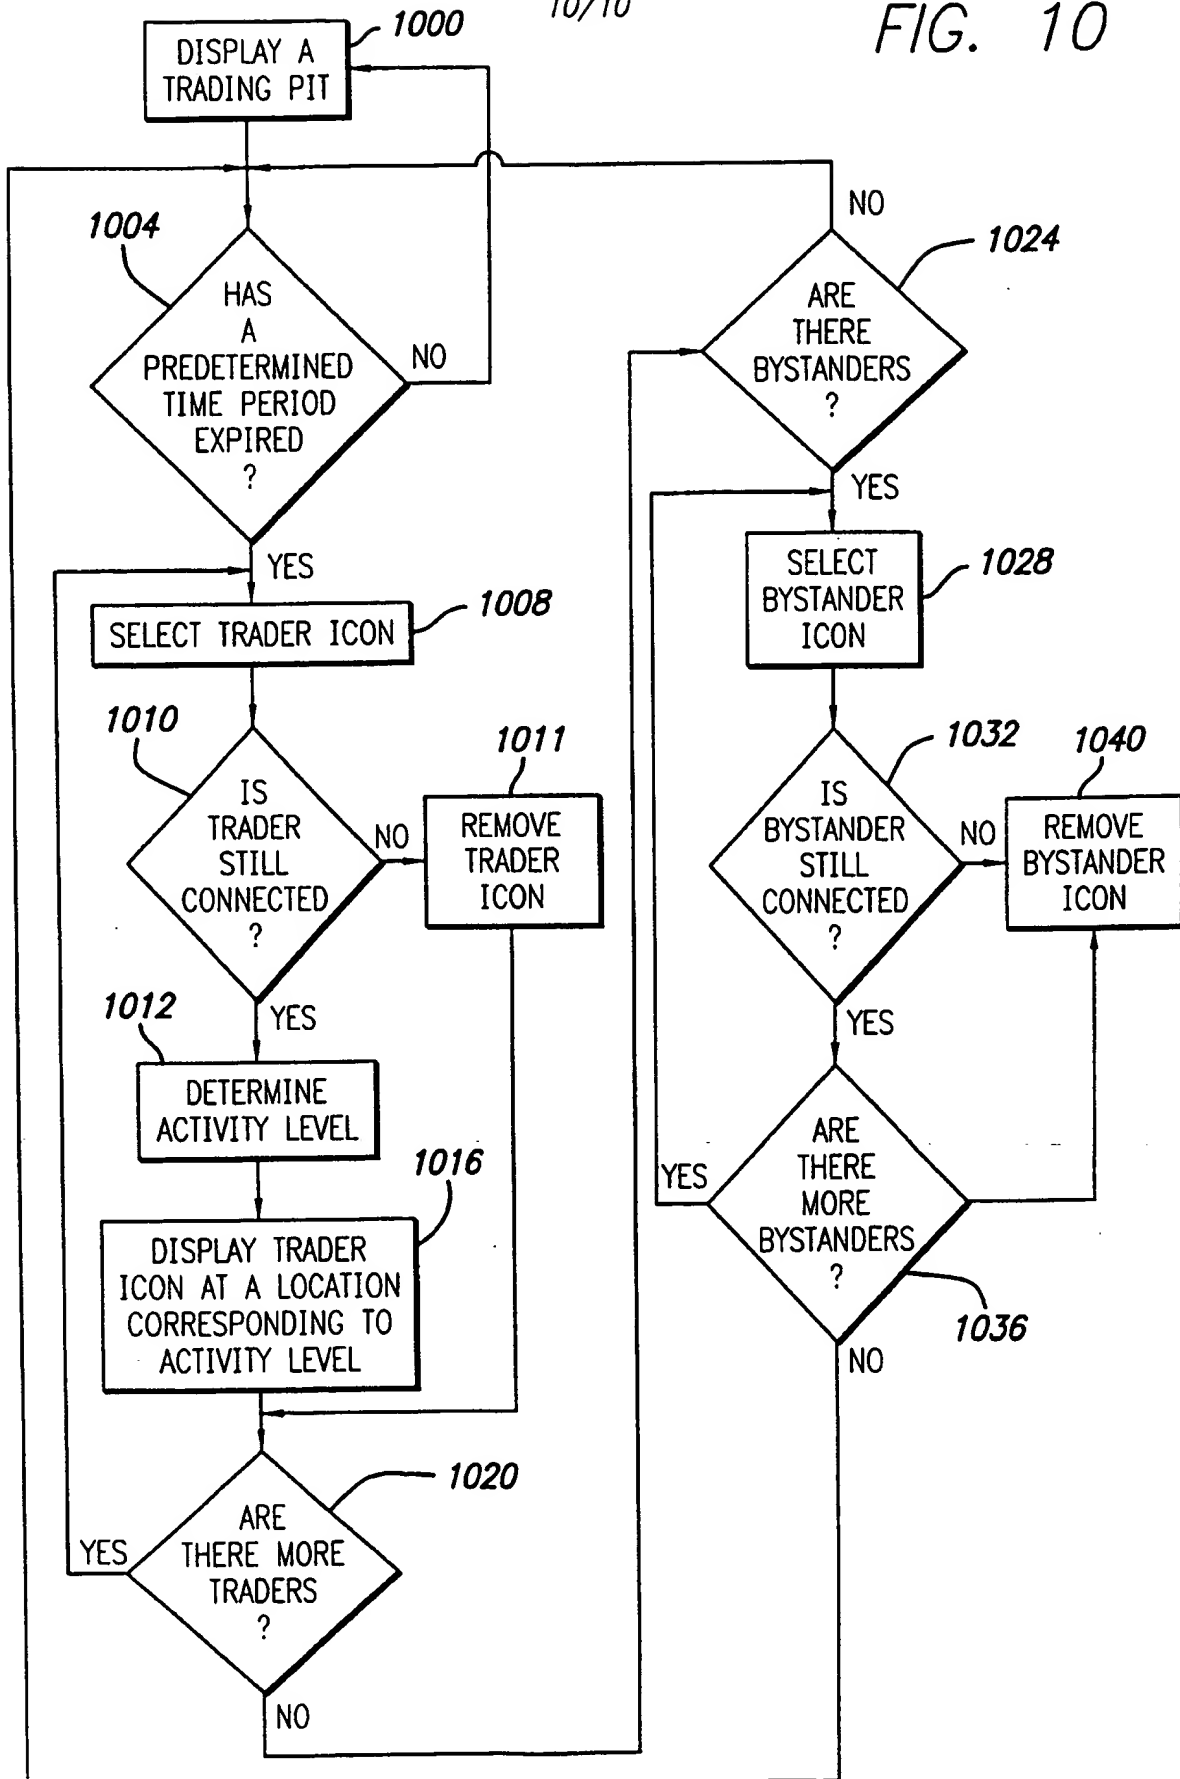 10/10
FIG. 10
1000
DISPLAY A
TRADING PIT
1004
HAS
A
PREDETERMINED
TIME PERIOD
EXPIRED
?
NO
YES
1008
SELECT TRADER ICON
1010
IS
TRADER
STILL
CONNECTED
?
NO
1011
REMOVE
TRADER
ICON
YES
1012
DETERMINE
ACTIVITY LEVEL
1016
DISPLAY TRADER
ICON AT A LOCATION
CORRESPONDING TO
ACTIVITY LEVEL
1020
ARE
THERE MORE
TRADERS
?
YES
NO
NO
1024
ARE
THERE
BYSTANDERS
?
YES
1028
SELECT
BYSTANDER
ICON
1032
IS
BYSTANDER
STILL
CONNECTED
?
NO
1040
REMOVE
BYSTANDER
ICON
YES
ARE
THERE
MORE
BYSTANDERS
?
YES
1036
NO